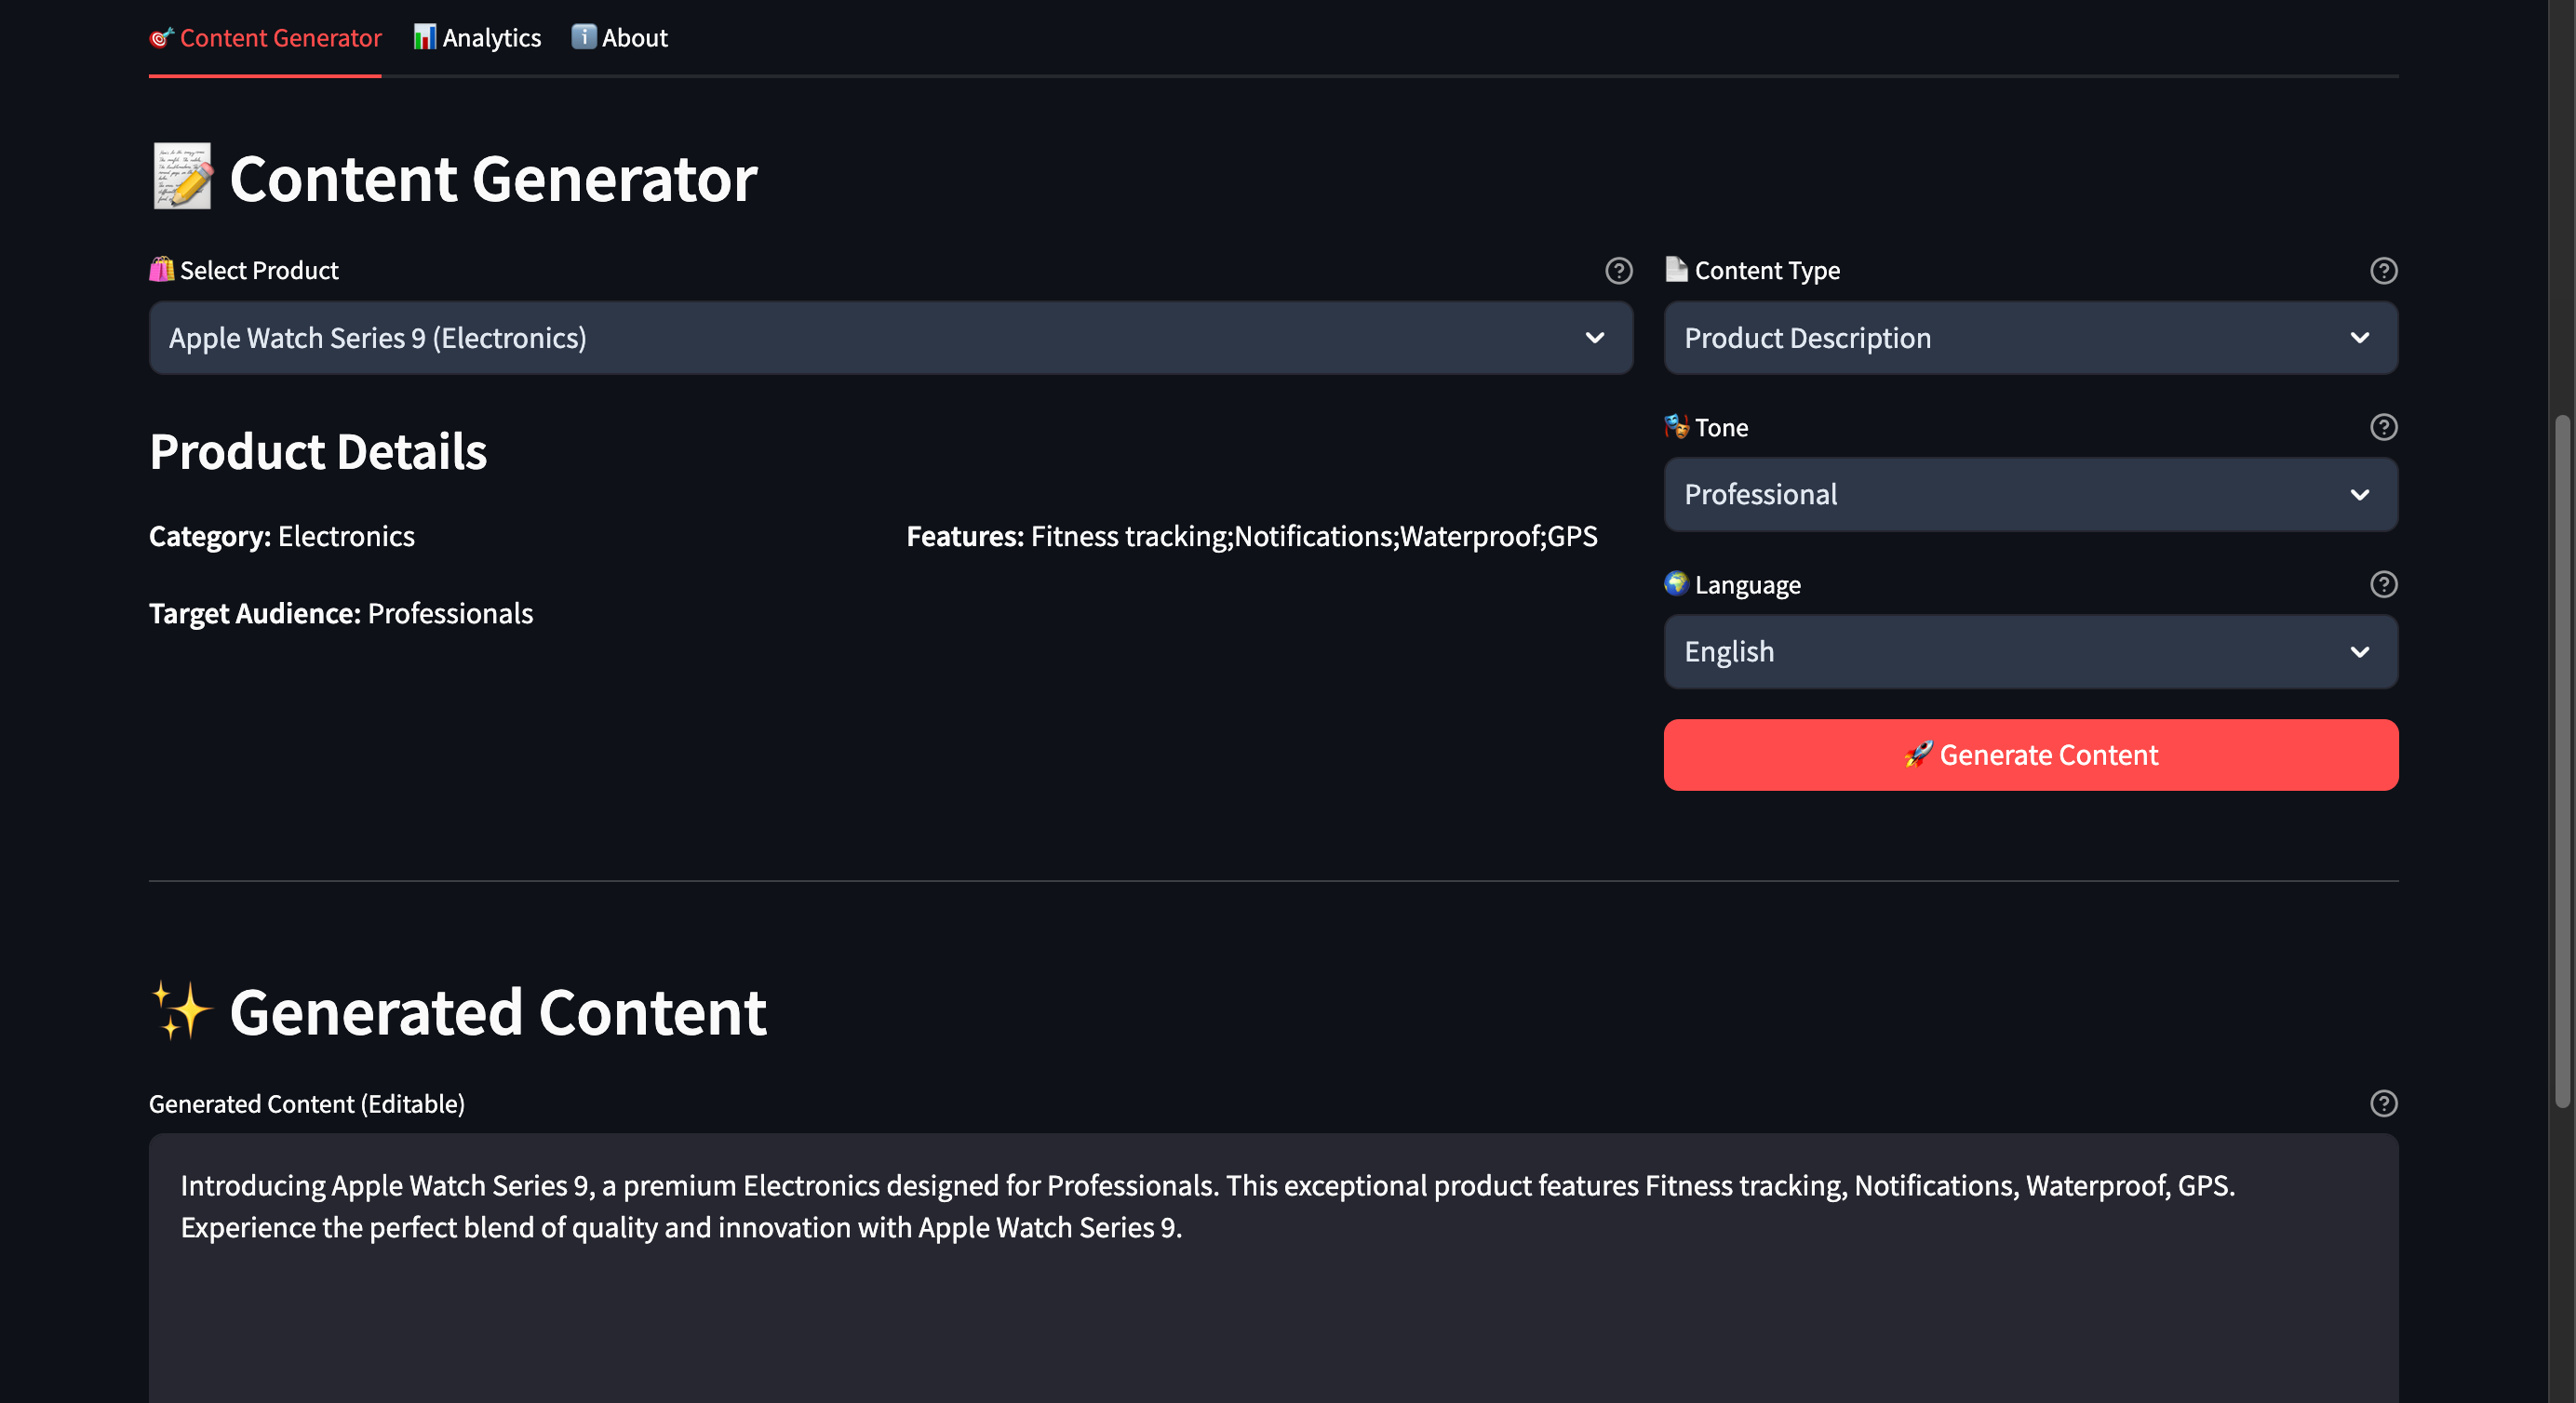 Content Generator
Analytics
About
Content Generator
Select Product
Apple Watch Series 9 (Electronics)
Product Details
Category: Electronics
Features: Fitness tracking;Notifications;Waterproof;GPS
Target Audience: Professionals
Content Type
Product Description
Tone
Professional
Language
English
Generate Content
Generated Content
Generated Content (Editable)
Introducing Apple Watch Series 9, a premium Electronics designed for Professionals. This exceptional product features Fitness tracking, Notifications, Waterproof, GPS.
Experience the perfect blend of quality and innovation with Apple Watch Series 9.